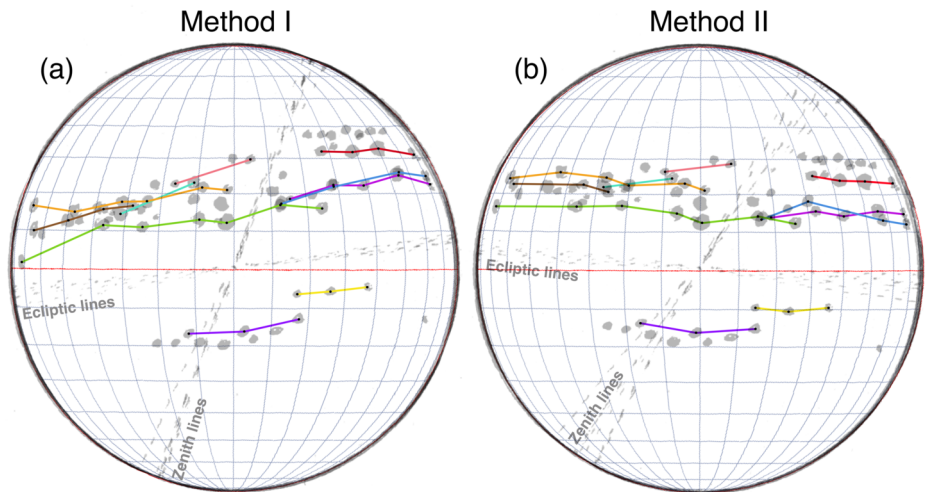 Method I
Method II
(a)
(b)
Ecliptic lines
Zenith lines
Ecliptic lines
Zenith lines